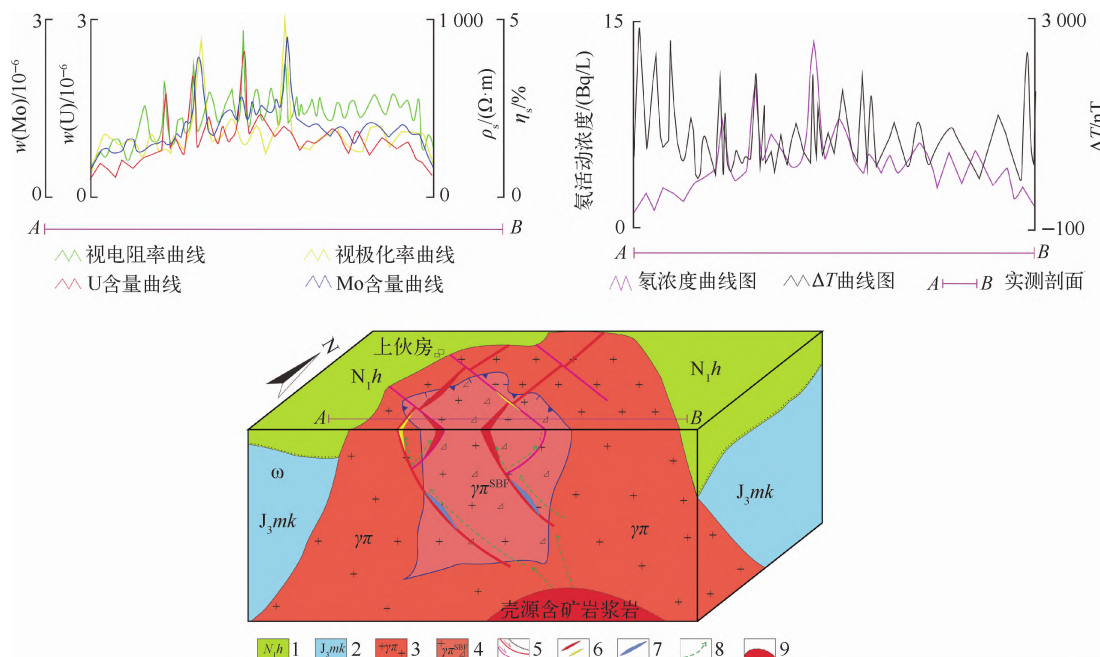 3
3
1 000
5
w(Mo)/10⁻⁶
w(U)/10⁻⁶
ρs/(Ω·m)
ηs/%
0
0
0
0
A
B
视电阻率曲线
视极化率曲线
U含量曲线
Mo含量曲线
15
3 000
氡活动浓度/(Bq/L)
ΔT/nT
0
−100
A
B
氡浓度曲线图
ΔT曲线图
A
B
实测剖面
N
上伙房
N₁h
N₁h
A
B
ω
J₃mk
γπ
γπSBF
γπ
J₃mk
壳源含矿岩浆岩
N₁h 1
J₃mk 2
γπ 3
γπSBF 4
5
6
7
8
9